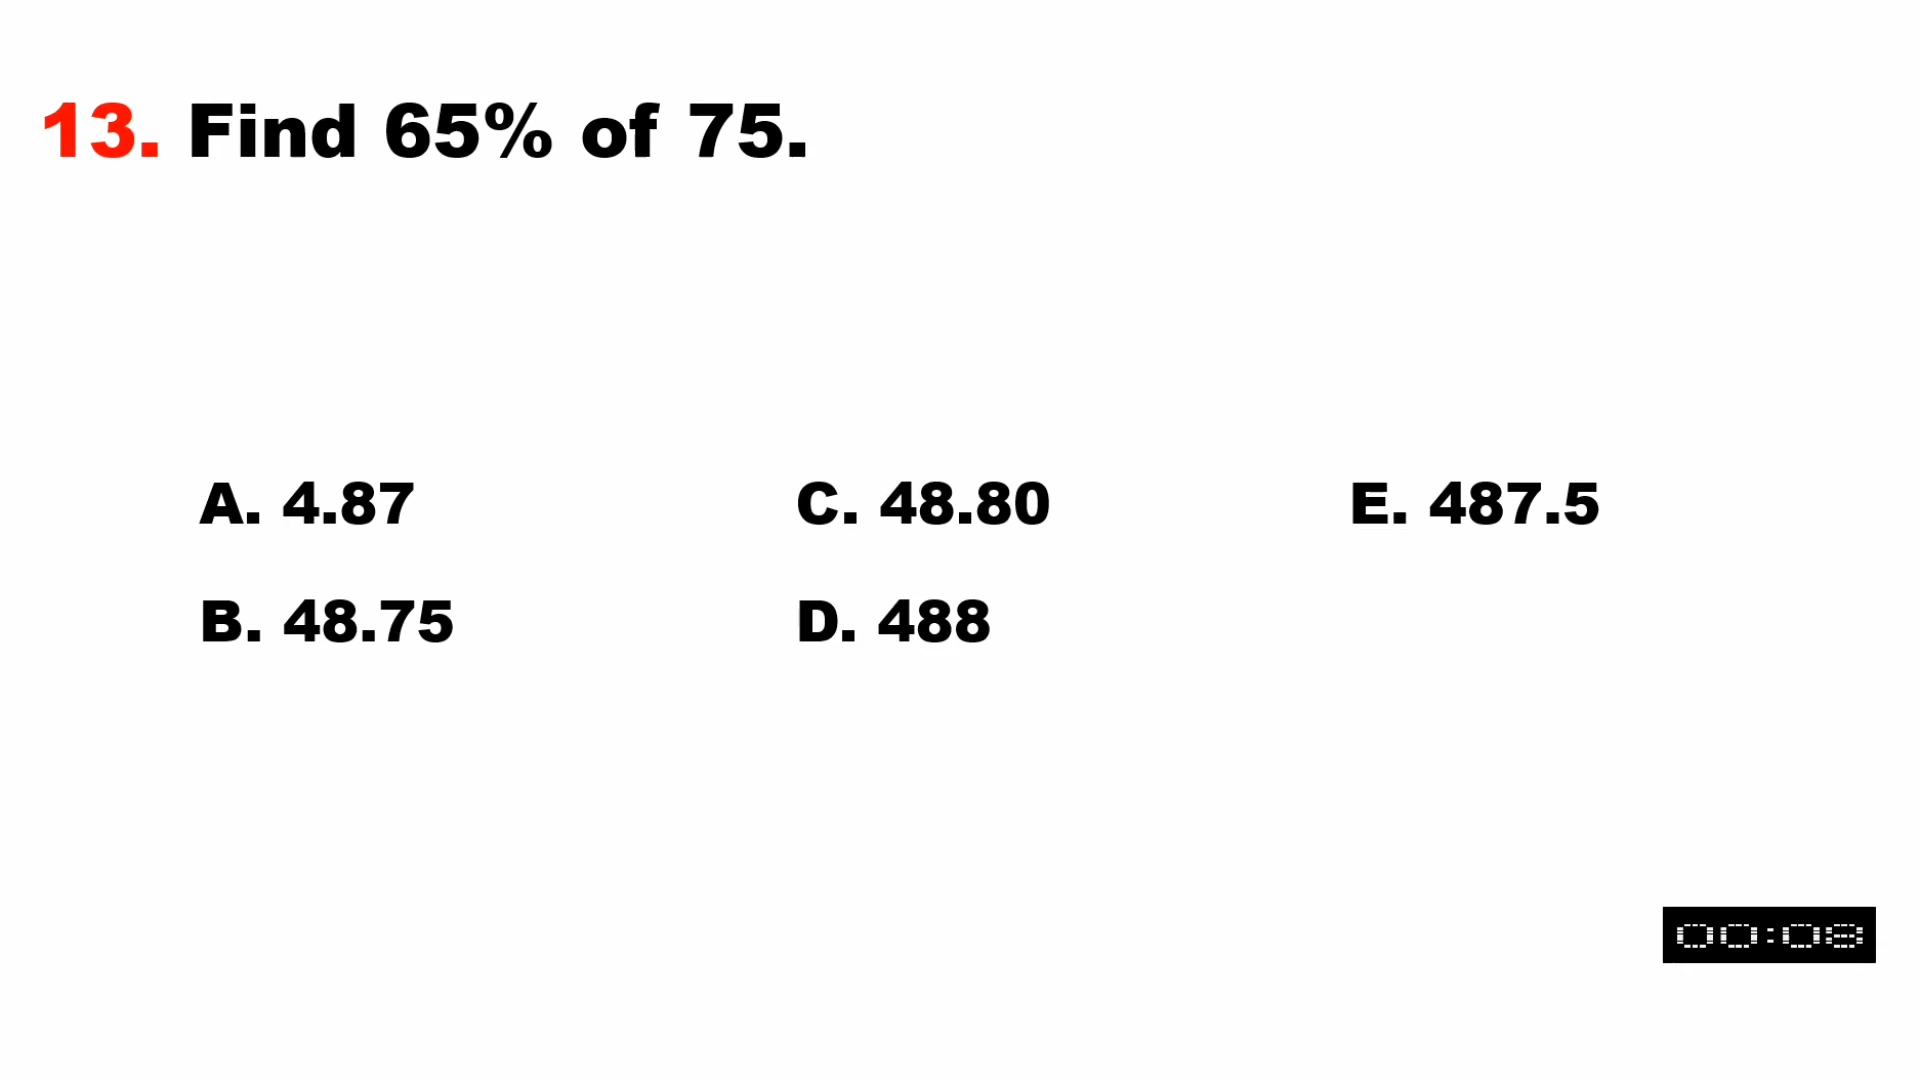 13. Find 65% of 75.
A. 4.87
C. 48.80
E. 487.5
B. 48.75
D. 488
00:08